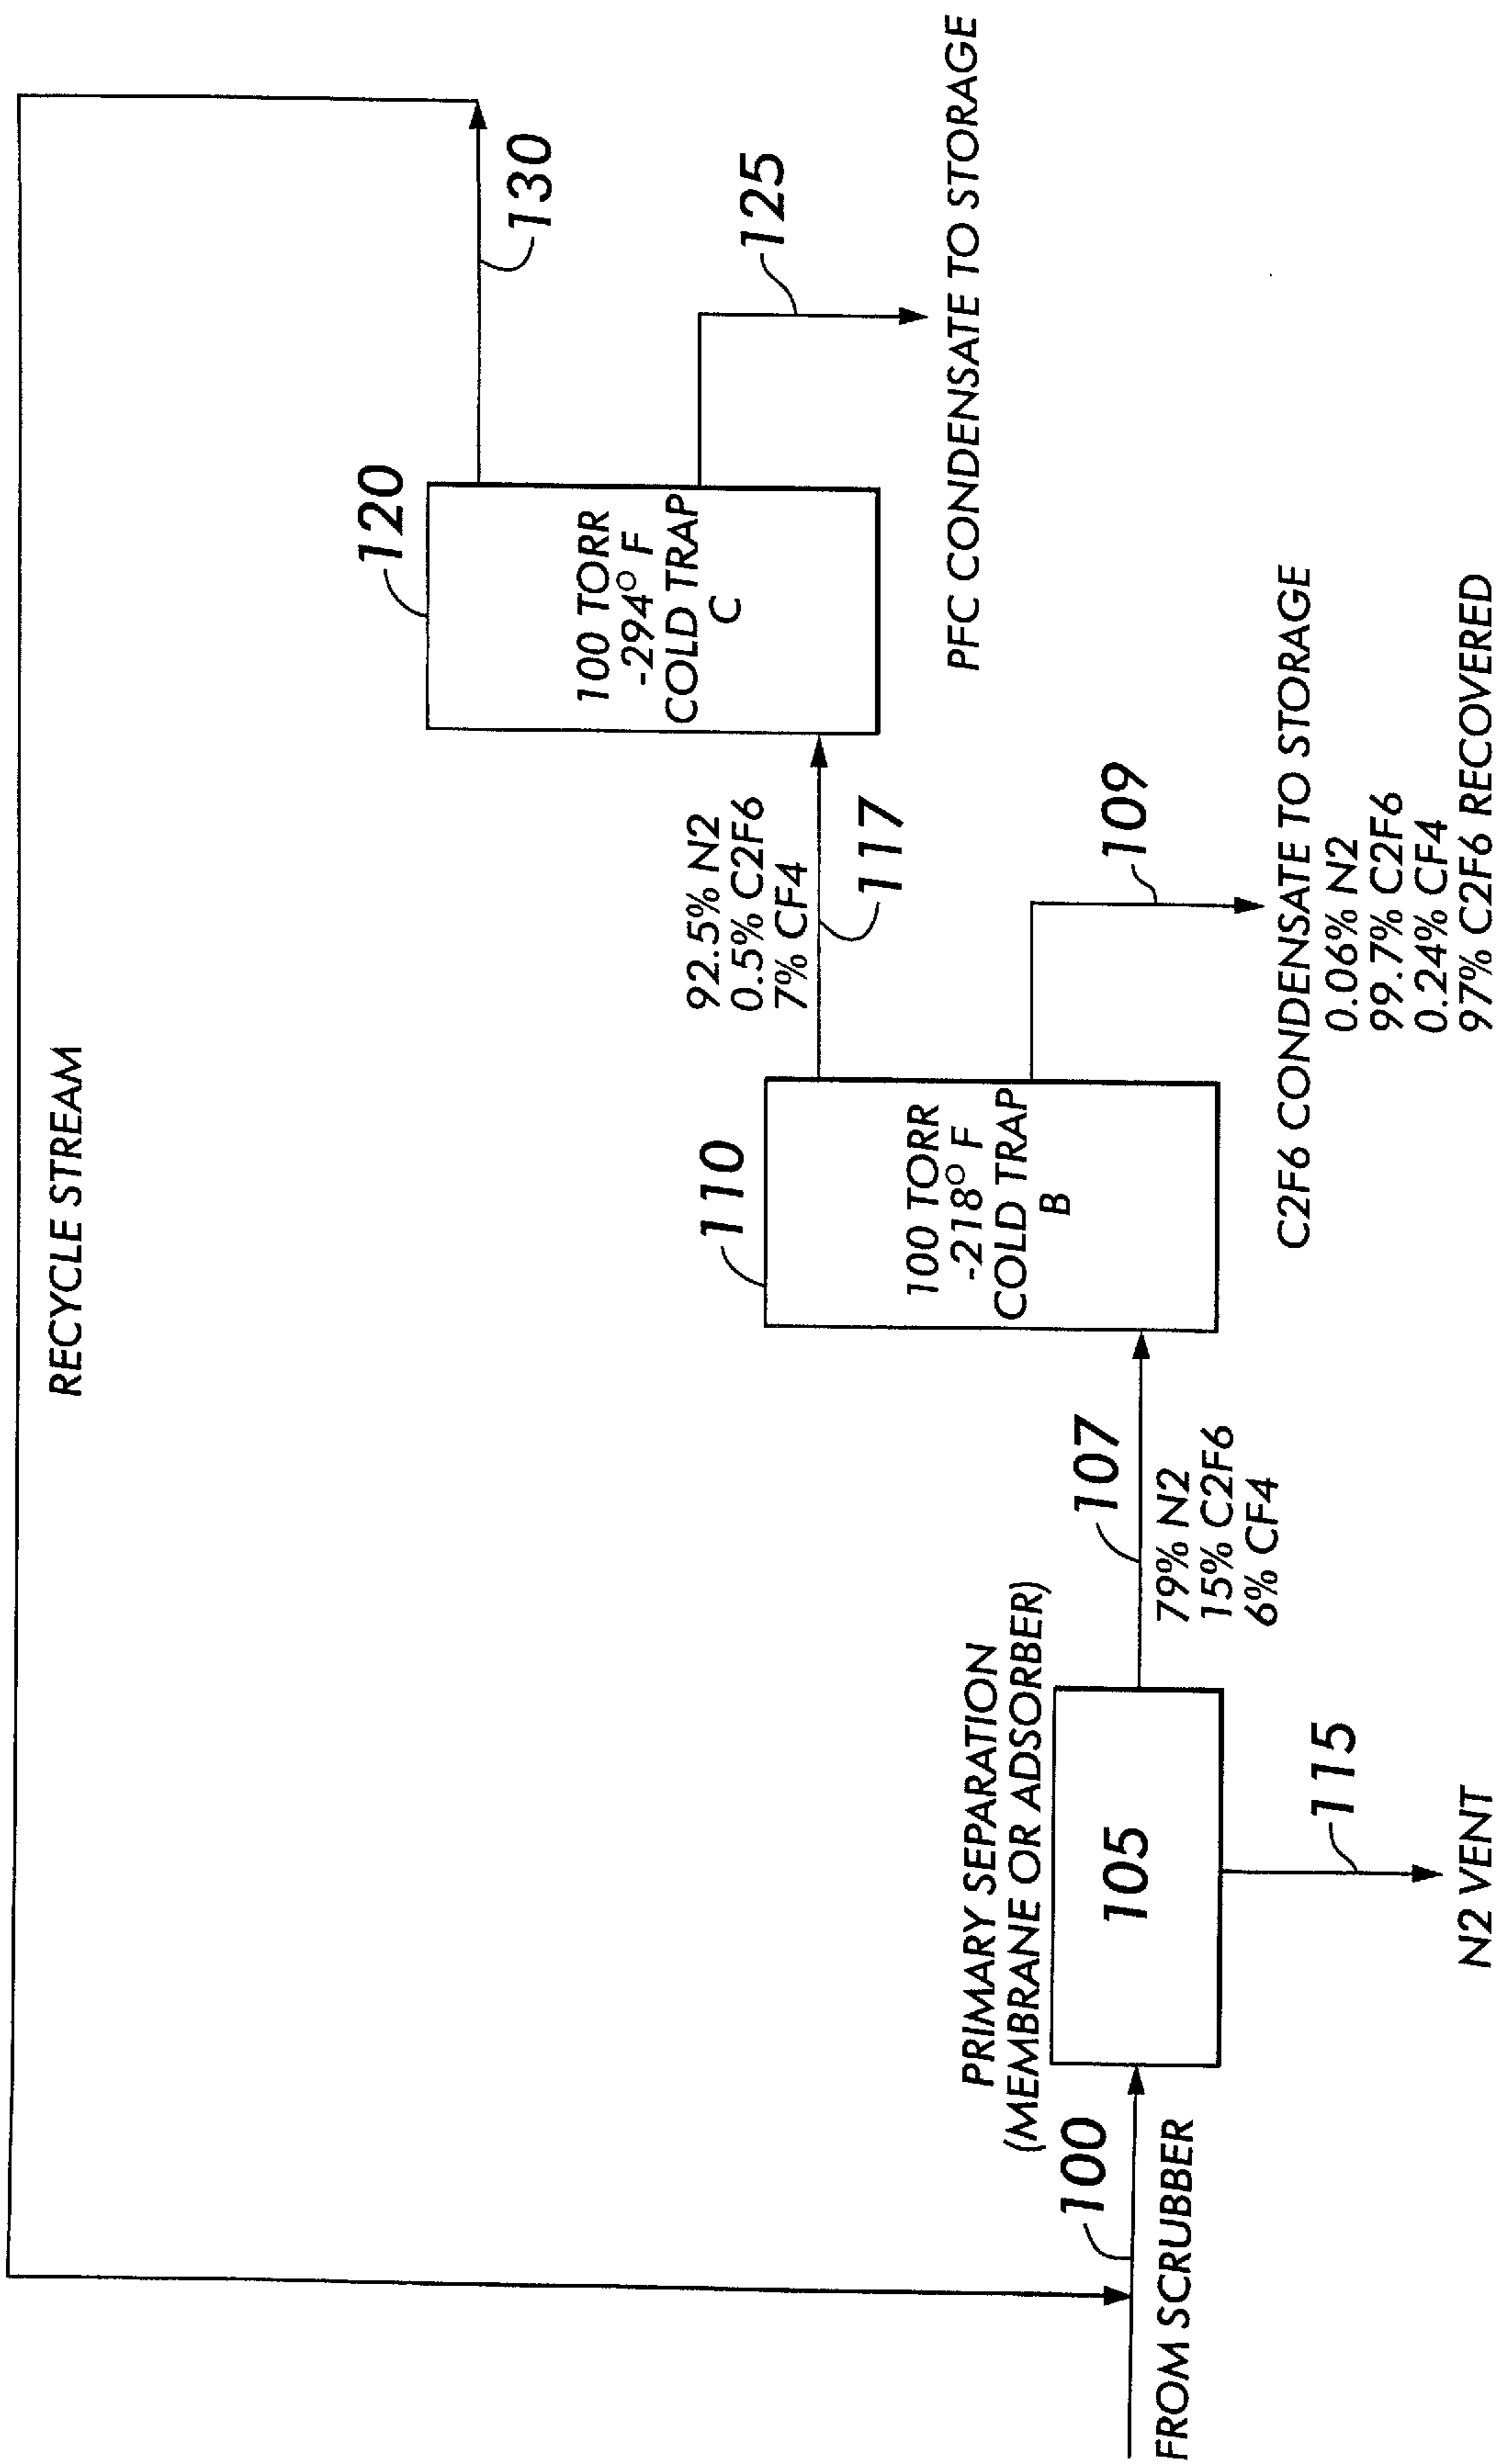 RECYCLE STREAM
130
120
100 TORR
-294° F
COLD TRAP
C
125
PFC CONDENSATE TO STORAGE
92.5% N2
0.5% C2F6
7% CF4
117
110
100 TORR
-218° F
COLD TRAP
B
109
C2F6 CONDENSATE TO STORAGE
0.06% N2
99.7% C2F6
0.24% CF4
97% C2F6 RECOVERED
107
79% N2
15% C2F6
6% CF4
PRIMARY SEPARATION
(MEMBRANE OR ADSORBER)
105
100
FROM SCRUBBER
115
N2 VENT